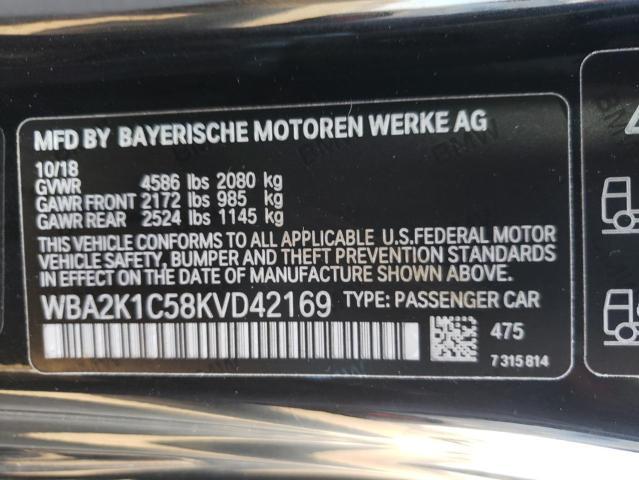 MFD BY BAYERISCHE MOTOREN WERKE AG
10/18
GVWR 4586 lbs 2080 kg
GAWR FRONT 2172 lbs 985 kg
GAWR REAR 2524 lbs 1145 kg
THIS VEHICLE CONFORMS TO ALL APPLICABLE U.S.FEDERAL MOTOR
VEHICLE SAFETY, BUMPER AND THEFT PREVENTION STANDARDS
IN EFFECT ON THE DATE OF MANUFACTURE SHOWN ABOVE.
WBA2K1C58KVD42169 TYPE: PASSENGER CAR
475
7 315 814